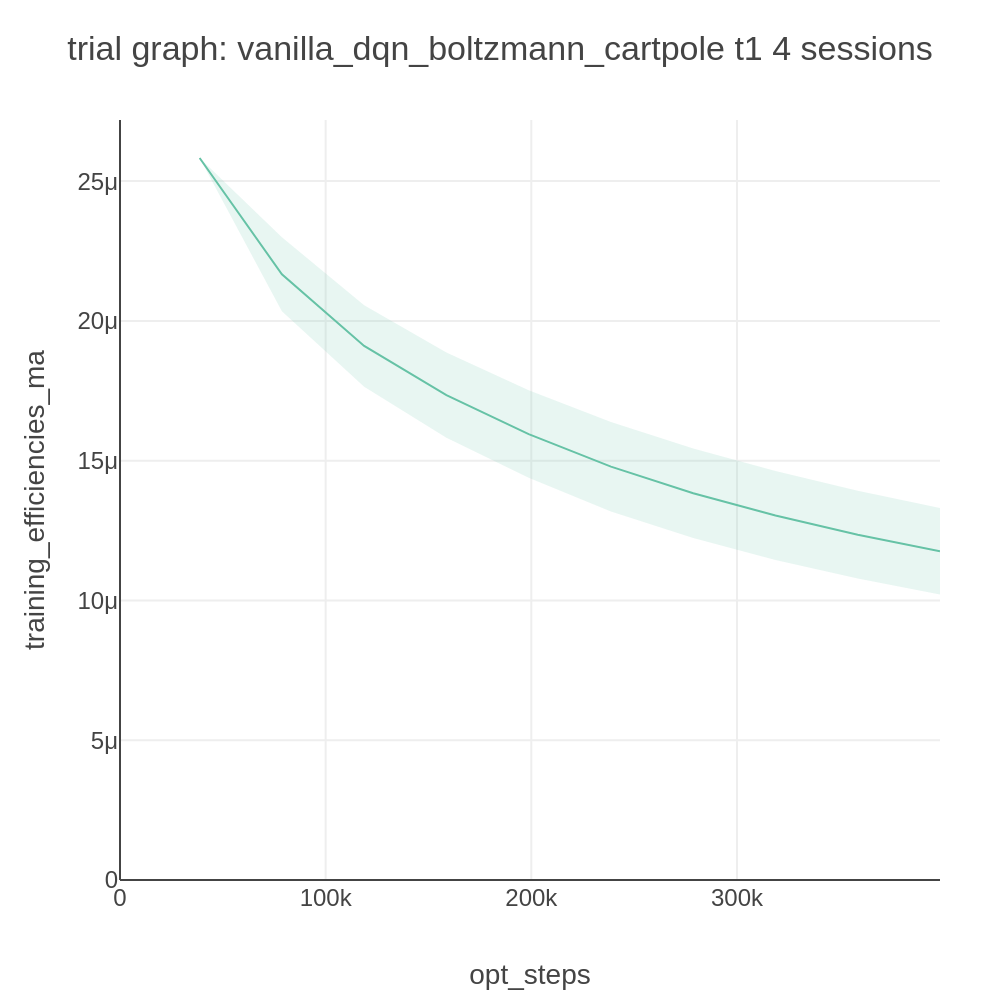 trial graph: vanilla_dqn_boltzmann_cartpole t1 4 sessions
training_efficiencies_ma
25μ
20μ
15μ
10μ
5μ
0
0
100k
200k
300k
opt_steps